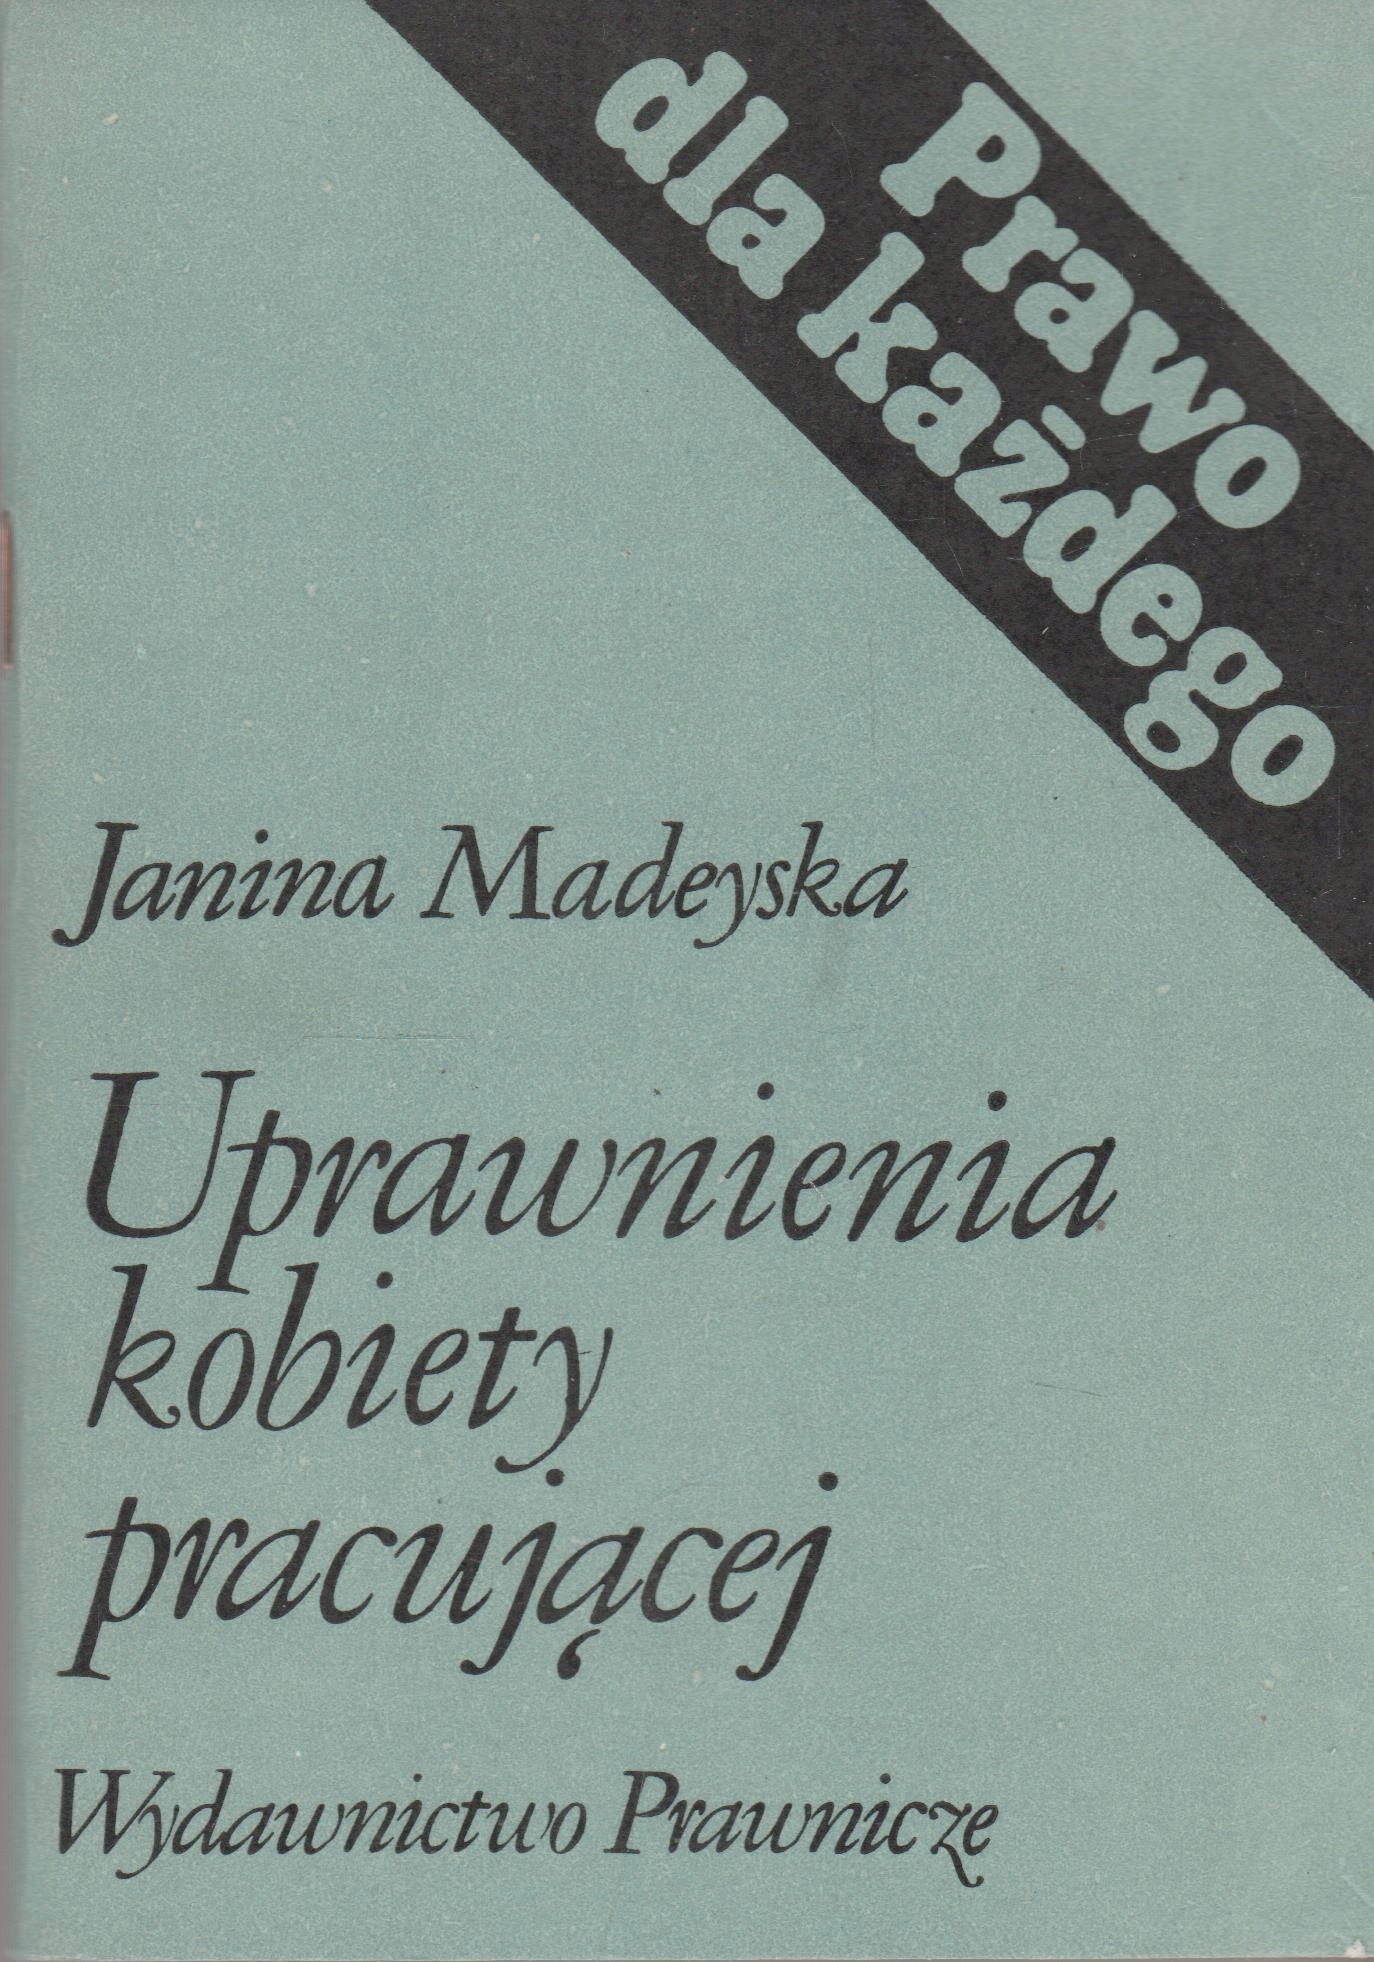 Prawo
dla każdego
Janina Madeyska
Uprawnienia
kobiety
pracującej
Wydawnictwo Prawnicze